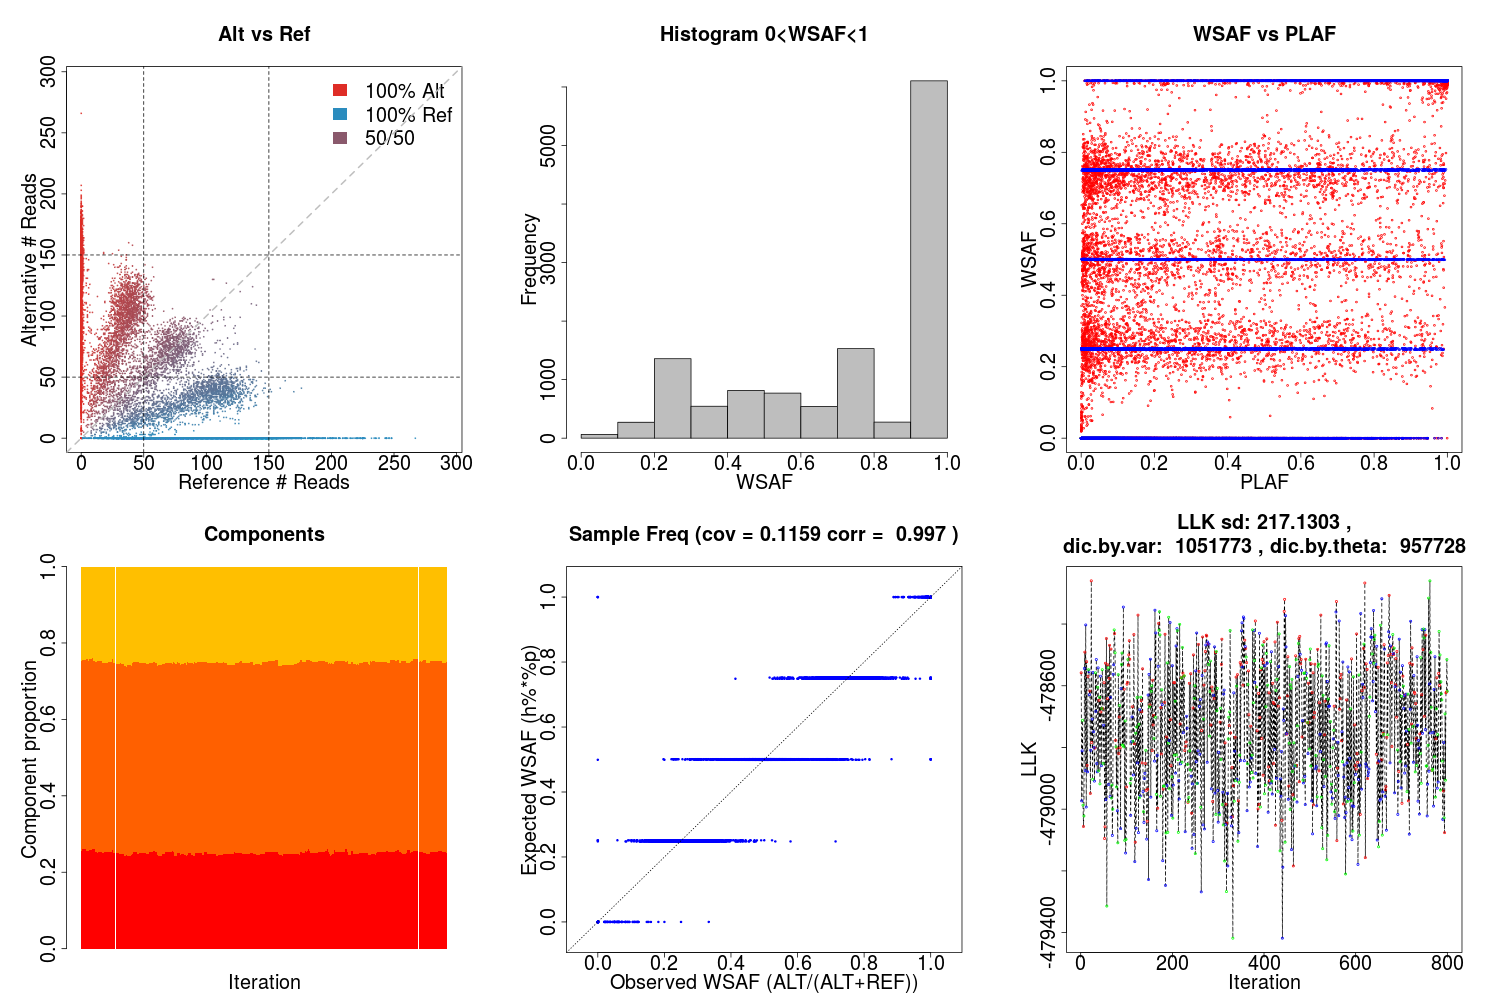 Alt vs Ref
Alternative # Reads
0 50 100 150 200 250 300
100% Alt
100% Ref
50/50
0 50 100 150 200 250 300
Reference # Reads
Histogram 0<WSAF<1
Frequency
0 1000 3000 5000
0.0 0.2 0.4 0.6 0.8 1.0
WSAF
WSAF vs PLAF
WSAF
0.0 0.2 0.4 0.6 0.8 1.0
0.0 0.2 0.4 0.6 0.8 1.0
PLAF
Components
Component proportion
0.0 0.2 0.4 0.6 0.8 1.0
Iteration
Sample Freq (cov = 0.1159 corr = 0.997 )
Expected WSAF (h%*%p)
0.0 0.2 0.4 0.6 0.8 1.0
0.0 0.2 0.4 0.6 0.8 1.0
Observed WSAF (ALT/(ALT+REF))
LLK sd: 217.1303 ,
dic.by.var: 1051773 , dic.by.theta: 957728
LLK
-479400 -479000 -478600
0 200 400 600 800
Iteration